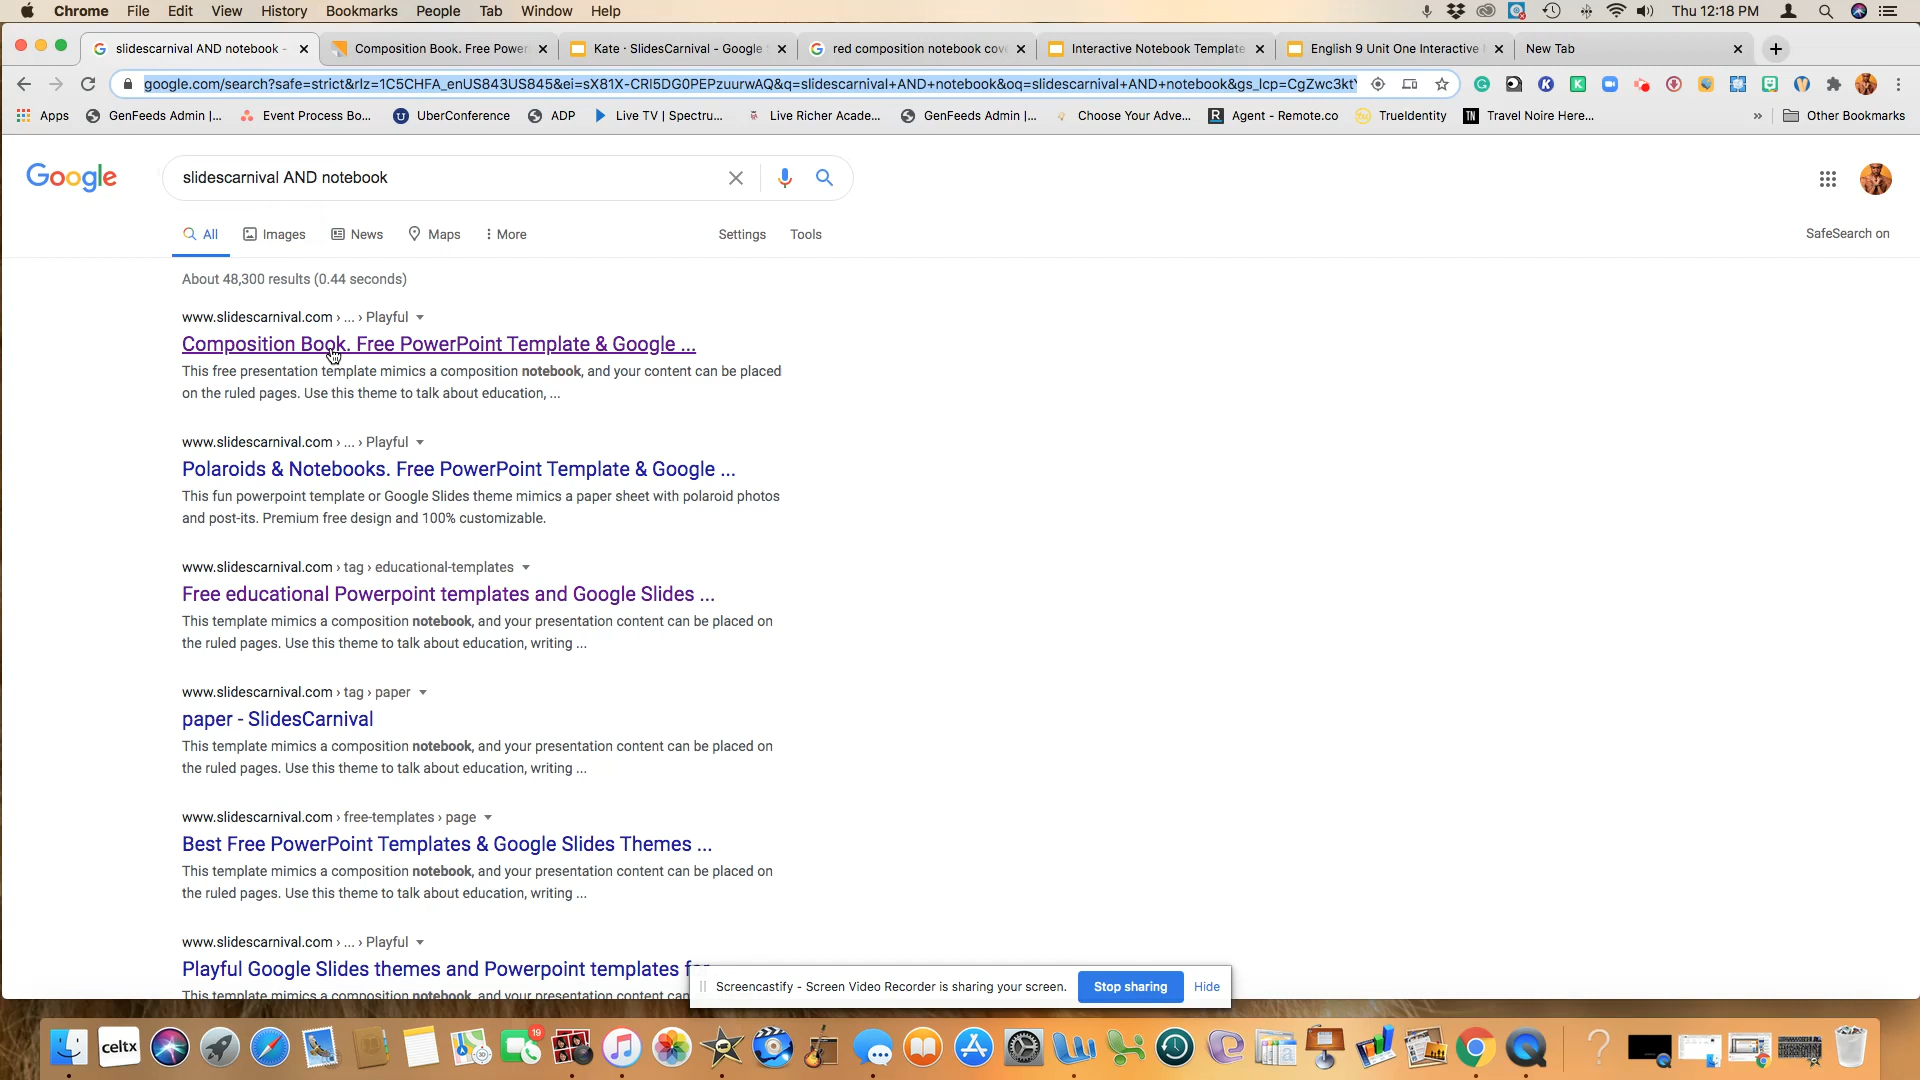 Chrome File Edit View History Bookmarks People Tab Window Help Thu 12:18 PM
slidescarnival AND notebook - Composition Book. Free Power Kate · SlidesCarnival - Google red composition notebook cov Interactive Notebook Template English 9 Unit One Interactive New Tab
google.com/search?safe=strict&rlz=1C5CHFA_enUS843US845&ei=sX81X-CRI5DG0PEPzuurwAQ&q=slidescarnival+AND+notebook&oq=slidescarnival+AND+notebook&gs_lcp=CgZwc3kt
Apps GenFeeds Admin |... Event Process Bo... UberConference ADP Live TV | Spectru... Live Richer Acade... GenFeeds Admin |... Choose Your Adve... Agent - Remote.co TrueIdentity TN Travel Noire Here... » Other Bookmarks
Google slidescarnival AND notebook
All Images News Maps More Settings Tools SafeSearch on
About 48,300 results (0.44 seconds)
www.slidescarnival.com › ... › Playful
Composition Book. Free PowerPoint Template & Google ...
This free presentation template mimics a composition notebook, and your content can be placed
on the ruled pages. Use this theme to talk about education, ...
www.slidescarnival.com › ... › Playful
Polaroids & Notebooks. Free PowerPoint Template & Google ...
This fun powerpoint template or Google Slides theme mimics a paper sheet with polaroid photos
and post-its. Premium free design and 100% customizable.
www.slidescarnival.com › tag › educational-templates
Free educational Powerpoint templates and Google Slides ...
This template mimics a composition notebook, and your presentation content can be placed on
the ruled pages. Use this theme to talk about education, writing ...
www.slidescarnival.com › tag › paper
paper - SlidesCarnival
This template mimics a composition notebook, and your presentation content can be placed on
the ruled pages. Use this theme to talk about education, writing ...
www.slidescarnival.com › free-templates › page
Best Free PowerPoint Templates & Google Slides Themes ...
This template mimics a composition notebook, and your presentation content can be placed on
the ruled pages. Use this theme to talk about education, writing ...
www.slidescarnival.com › ... › Playful
Playful Google Slides themes and Powerpoint templates
This template mimics a composition notebook, and your presentation content can
Screencastify - Screen Video Recorder is sharing your screen. Stop sharing Hide
celtx 19